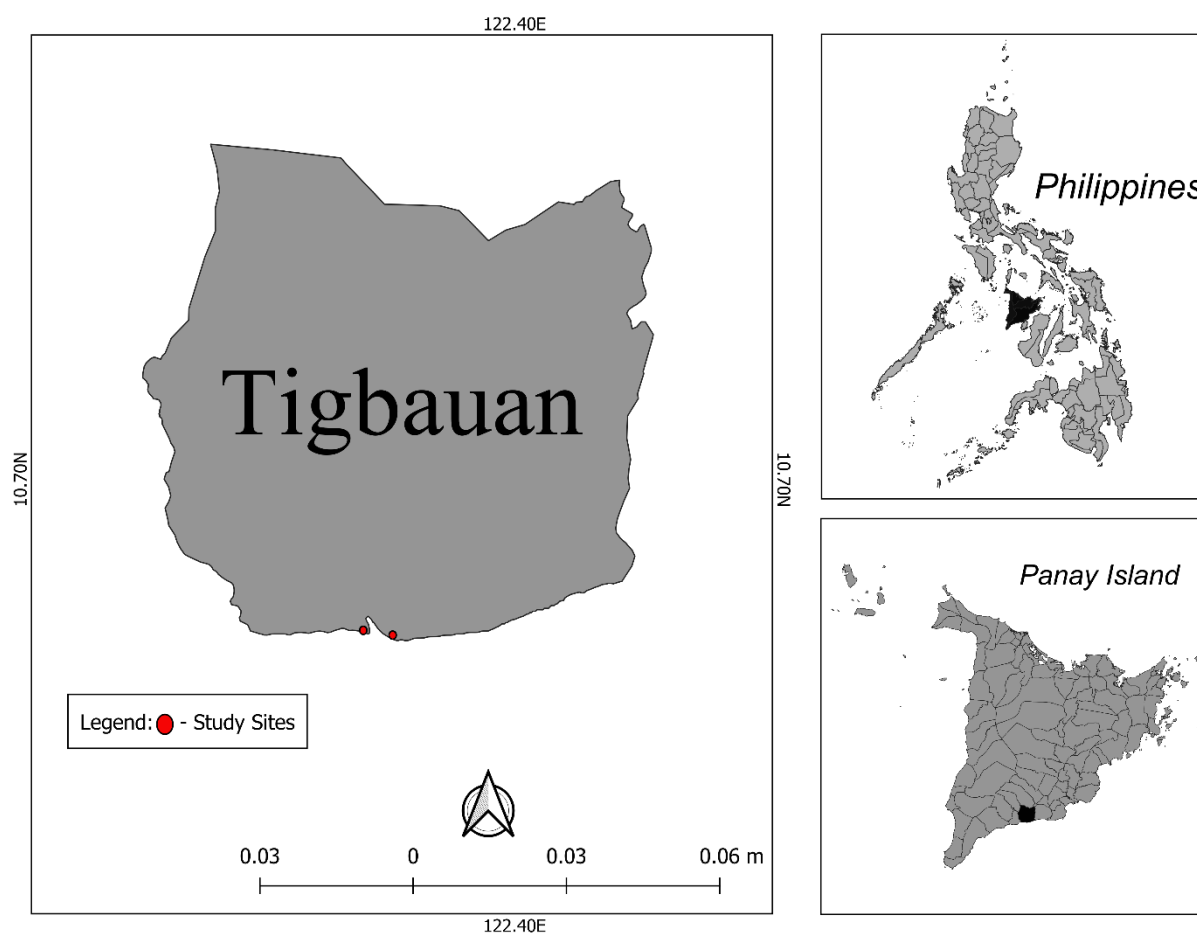 122.40E
Tigbauan
10.70N
10.70N
Legend: - Study Sites
0.03 0 0.03 0.06 m
122.40E
Philippines
Panay Island